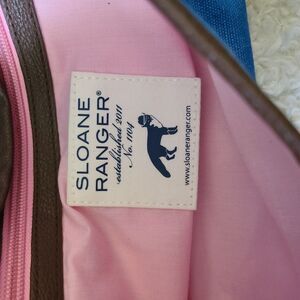 SLOANE
RANGER®
established 2011
No. 1104
www.sloaneranger.com